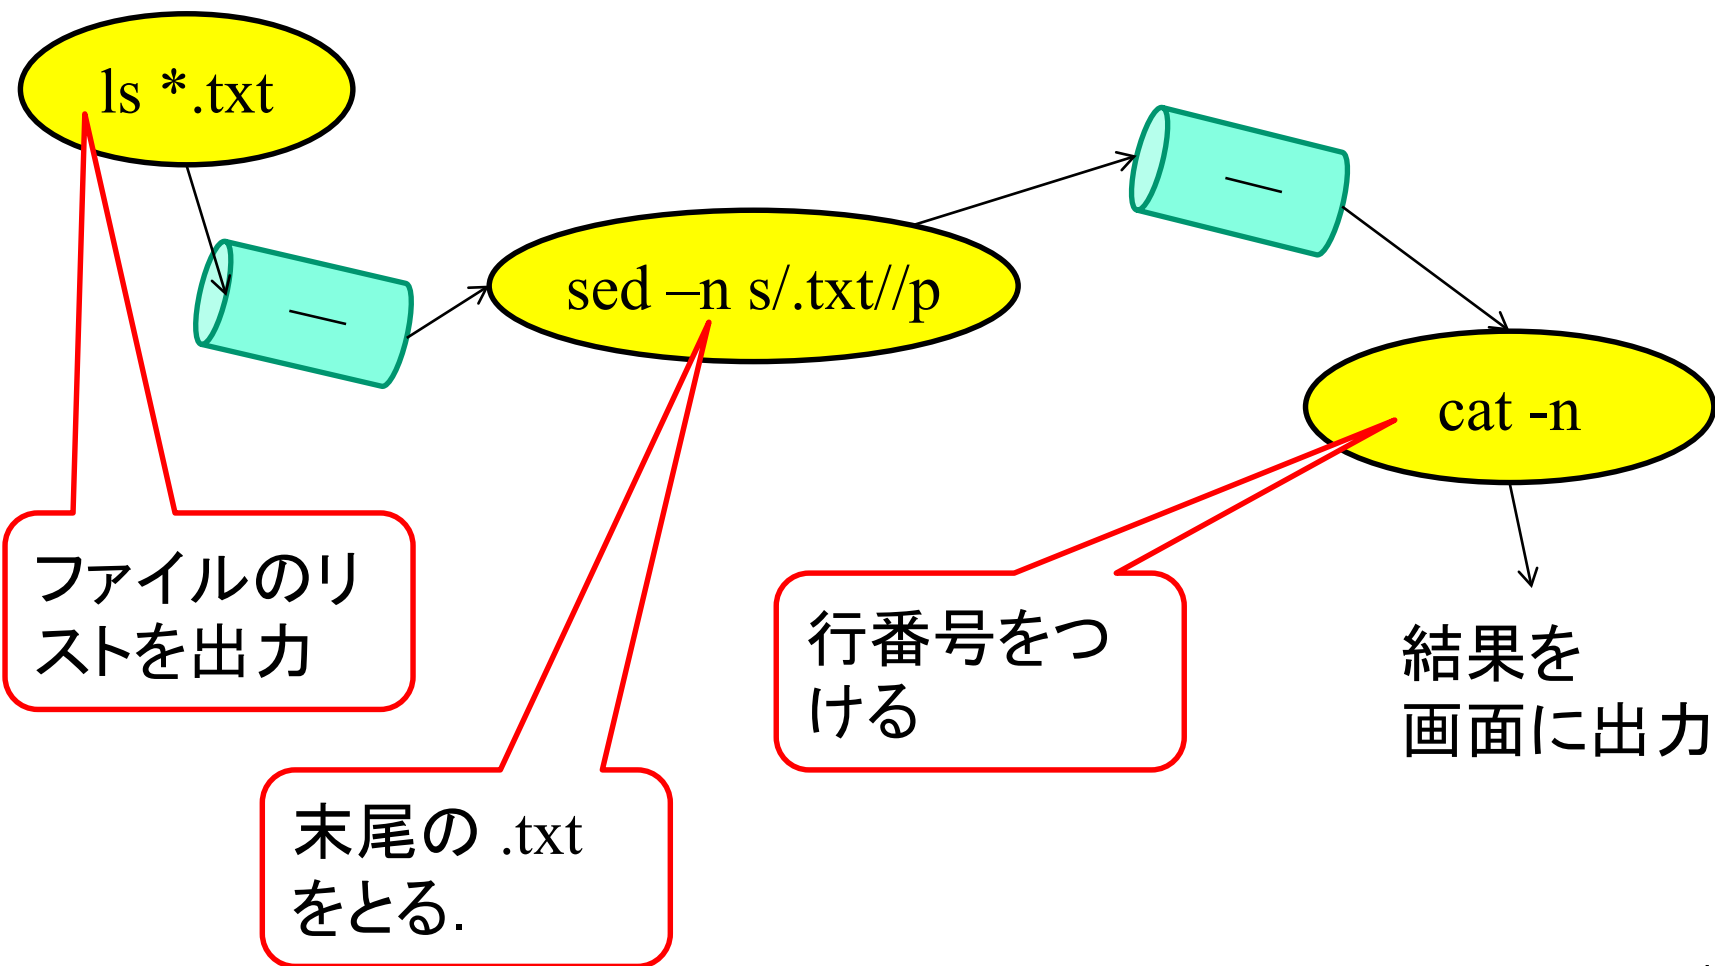 ls *.txt
|
sed –n s/.txt//p
|
cat -n
ファイルのリ
ストを出力
末尾の .txt
をとる.
行番号をつ
ける
結果を
画面に出力